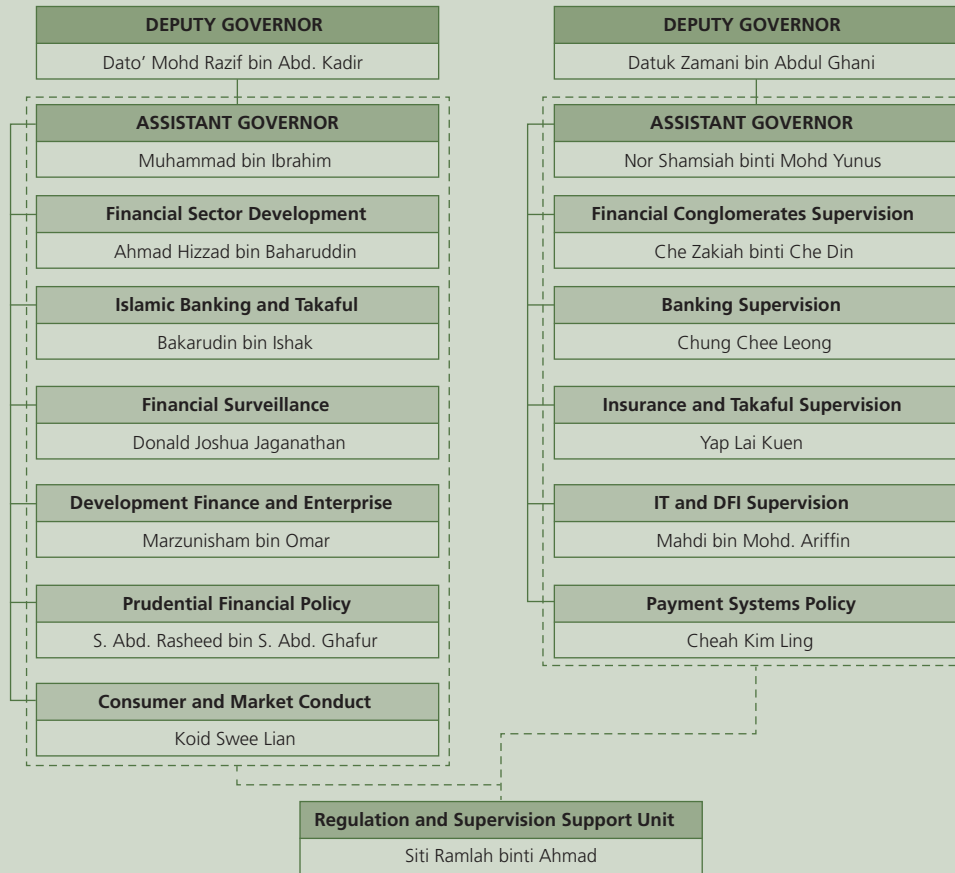 DEPUTY GOVERNOR
Dato’ Mohd Razif bin Abd. Kadir
ASSISTANT GOVERNOR
Muhammad bin Ibrahim
Financial Sector Development
Ahmad Hizzad bin Baharuddin
Islamic Banking and Takaful
Bakarudin bin Ishak
Financial Surveillance
Donald Joshua Jaganathan
Development Finance and Enterprise
Marzunisham bin Omar
Prudential Financial Policy
S. Abd. Rasheed bin S. Abd. Ghafur
Consumer and Market Conduct
Koid Swee Lian
DEPUTY GOVERNOR
Datuk Zamani bin Abdul Ghani
ASSISTANT GOVERNOR
Nor Shamsiah binti Mohd Yunus
Financial Conglomerates Supervision
Che Zakiah binti Che Din
Banking Supervision
Chung Chee Leong
Insurance and Takaful Supervision
Yap Lai Kuen
IT and DFI Supervision
Mahdi bin Mohd. Ariffin
Payment Systems Policy
Cheah Kim Ling
Regulation and Supervision Support Unit
Siti Ramlah binti Ahmad